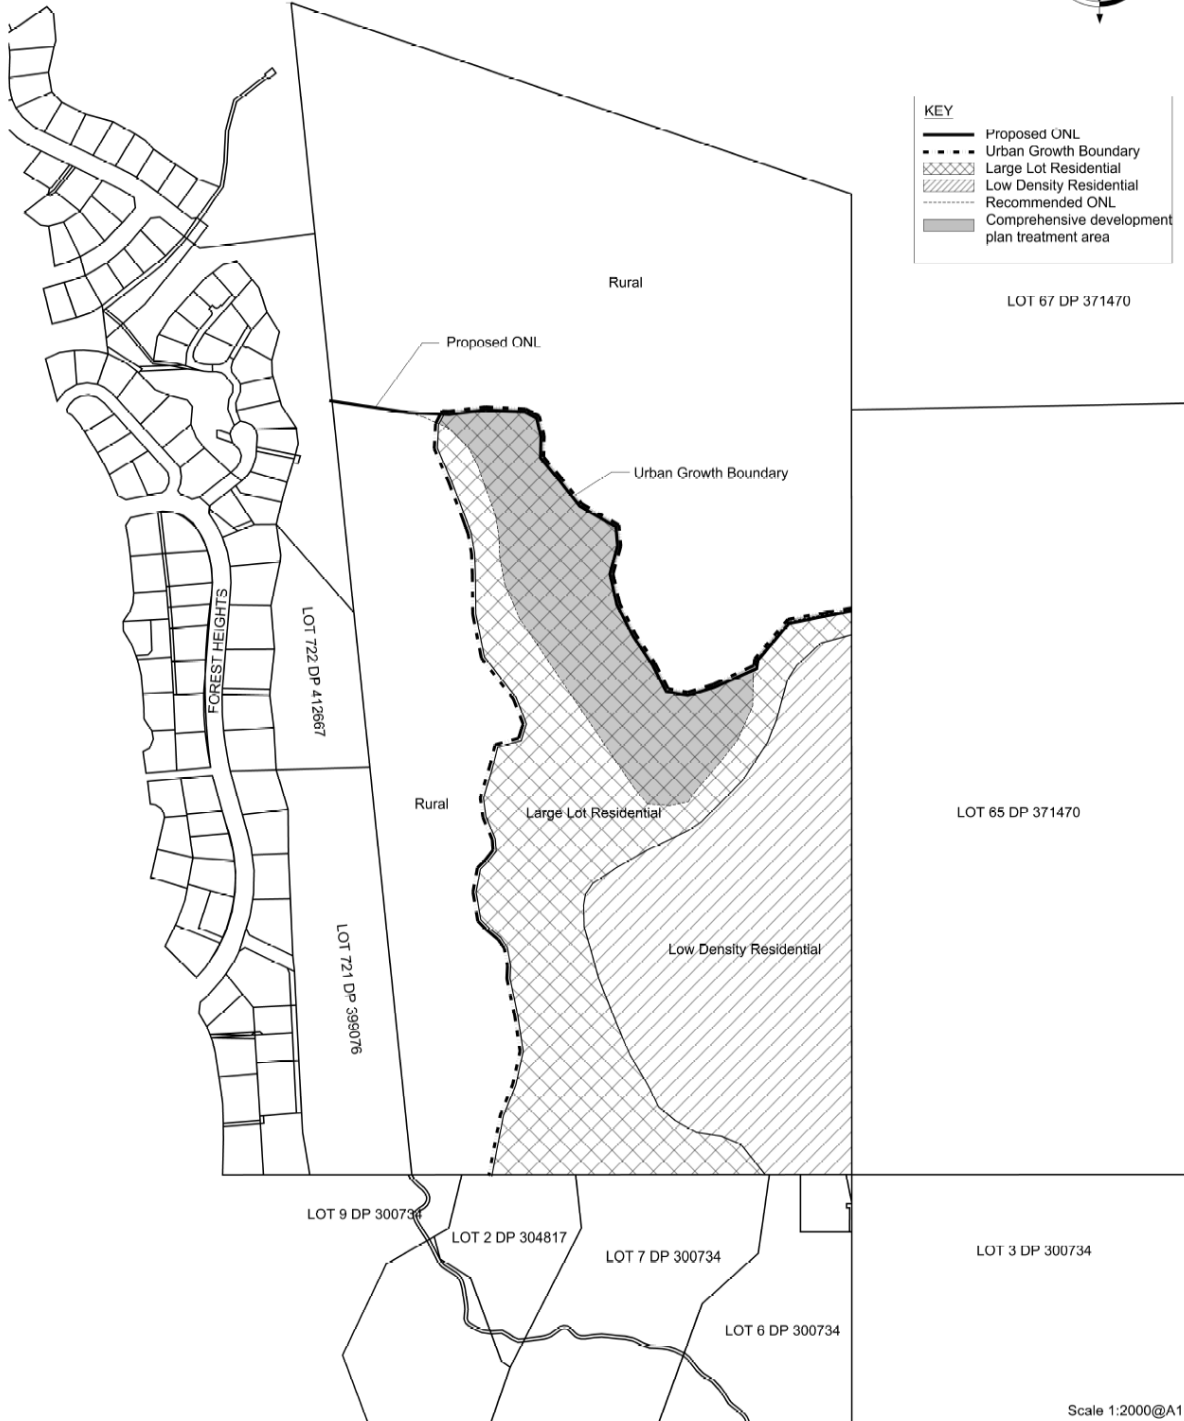 KEY
Proposed ONL
Urban Growth Boundary
Large Lot Residential
Low Density Residential
Recommended ONL
Comprehensive development
plan treatment area
Rural
LOT 67 DP 371470
Proposed ONL
Urban Growth Boundary
FOREST HEIGHTS
LOT 722 DP 412667
Rural
Large Lot Residential
LOT 65 DP 371470
Low Density Residential
LOT 721 DP 399076
LOT 9 DP 300734
LOT 2 DP 304817
LOT 7 DP 300734
LOT 3 DP 300734
LOT 6 DP 300734
Scale 1:2000@A1